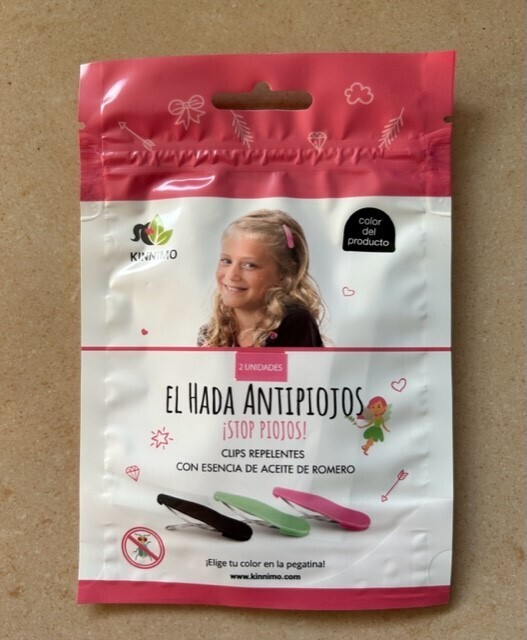 KINNIMO
color
del
producto
2 UNIDADES
EL HADA ANTIPIOJOS
¡STOP PIOJOS!
CLIPS REPELENTES
CON ESENCIA DE ACEITE DE ROMERO
¡Elige tu color en la pegatina!
www.kinnimo.com